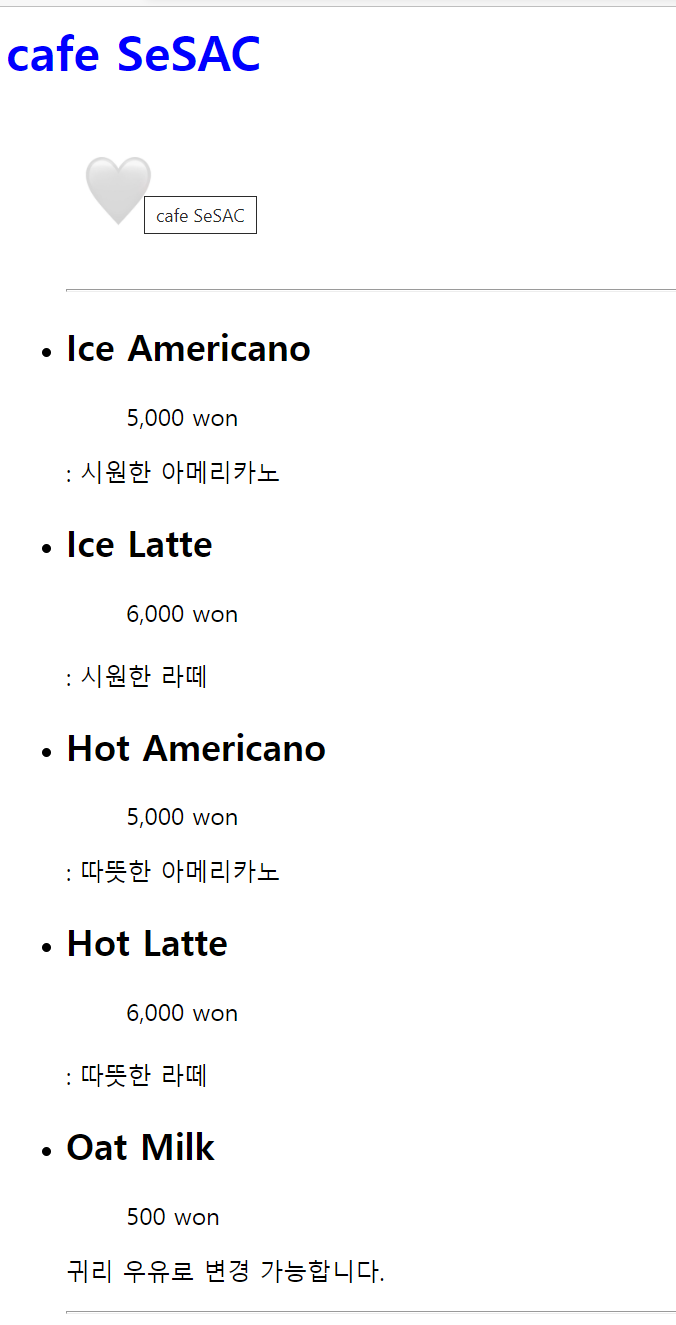 cafe SeSAC
cafe SeSAC
Ice Americano
5,000 won
: 시원한 아메리카노
Ice Latte
6,000 won
: 시원한 라떼
Hot Americano
5,000 won
: 따뜻한 아메리카노
Hot Latte
6,000 won
: 따뜻한 라떼
Oat Milk
500 won
귀리 우유로 변경 가능합니다.